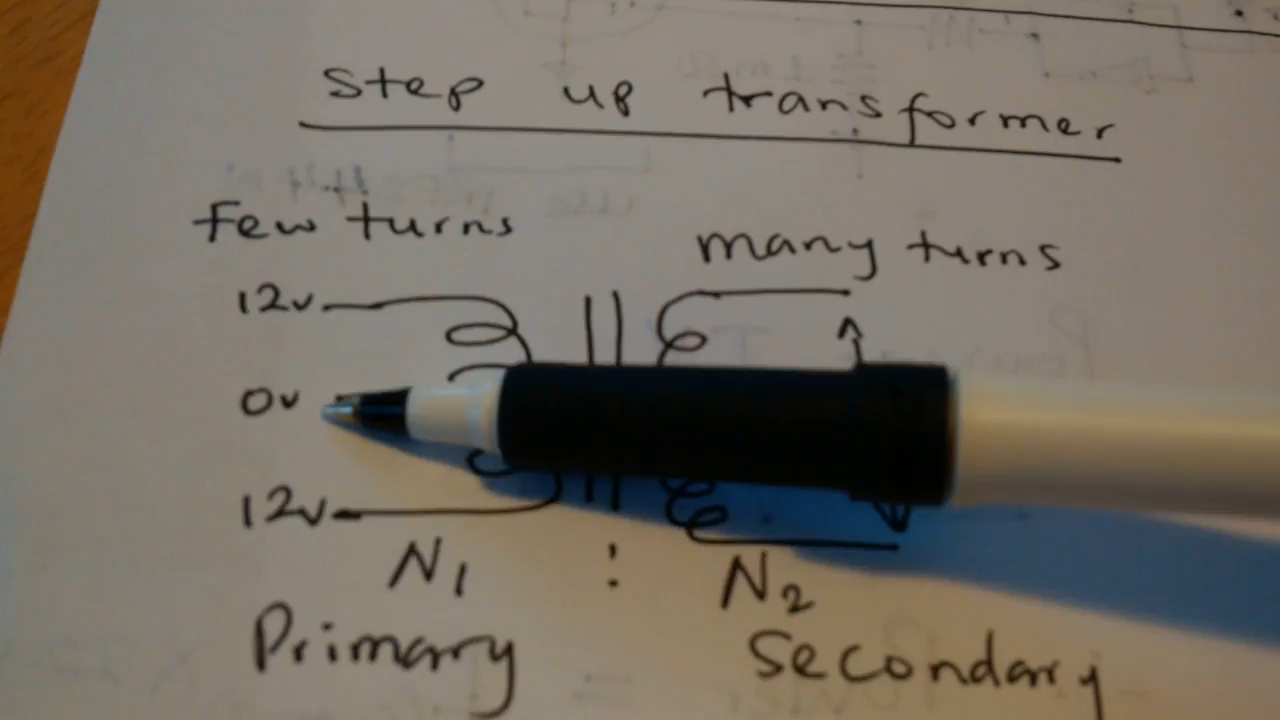 Step up transformer
Few turns
many turns
12v
0v
12v
N1 : N2
Primary
Secondary